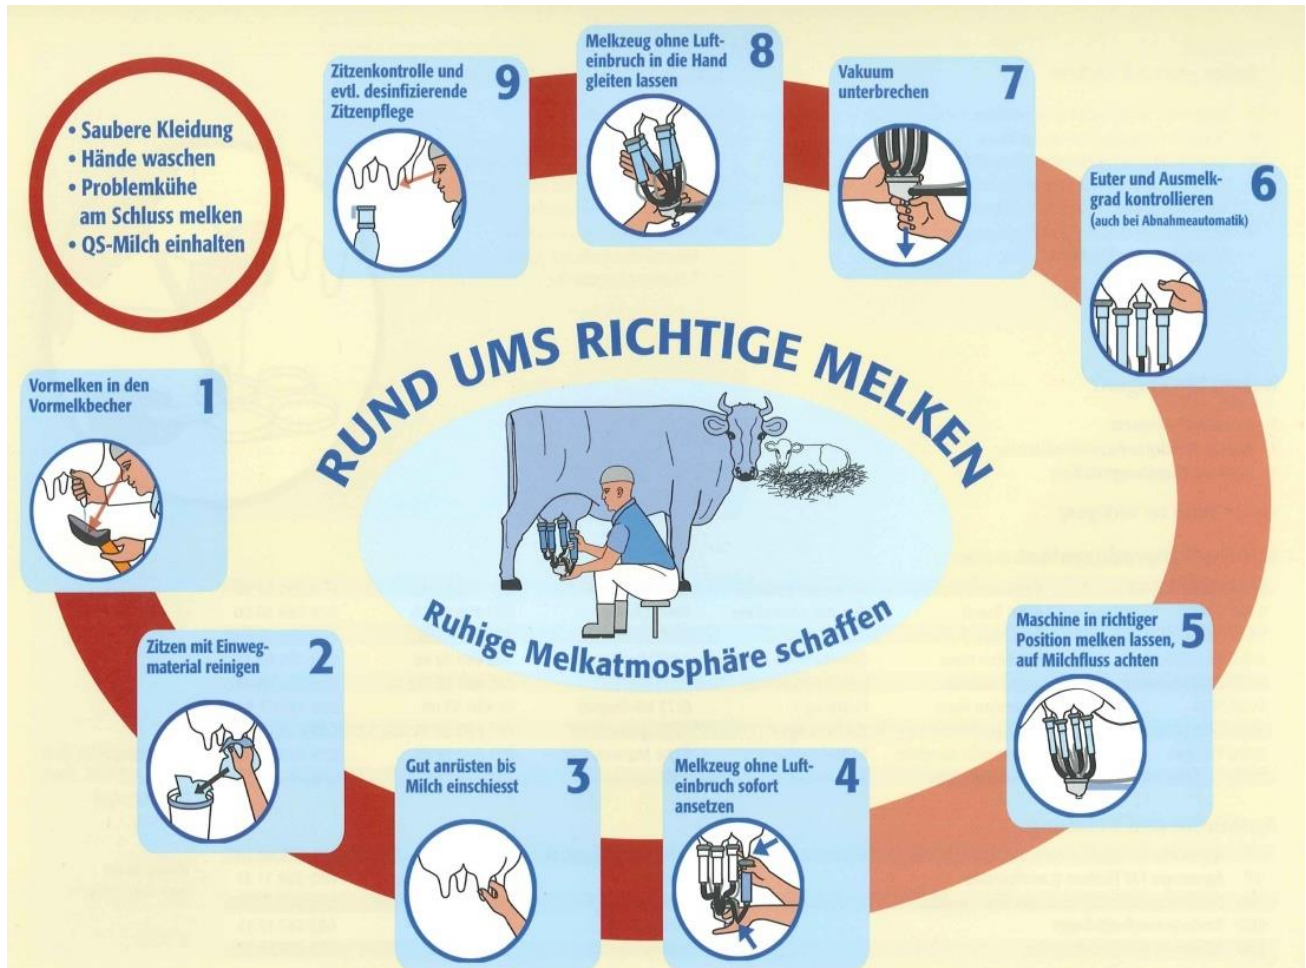 • Saubere Kleidung
• Hände waschen
• Problemkühe
am Schluss melken
• QS-Milch einhalten
RUND UMS RICHTIGE MELKEN
Ruhige Melkatmosphäre schaffen
Vormelken in den
Vormelkbecher
1
Zitzen mit Einweg-
material reinigen
2
Gut anrüsten bis
Milch einschiesst
3
Melkzeug ohne Luft-
einbruch sofort
ansetzen
4
Maschine in richtiger
Position melken lassen,
auf Milchfluss achten
5
Euter und Ausmelk-
grad kontrollieren
(auch bei Abnahmeautomatik)
6
Vakuum
unterbrechen
7
Melkzeug ohne Luft-
einbruch in die Hand
gleiten lassen
8
Zitzenkontrolle und
evtl. desinfizierende
Zitzenpflege
9